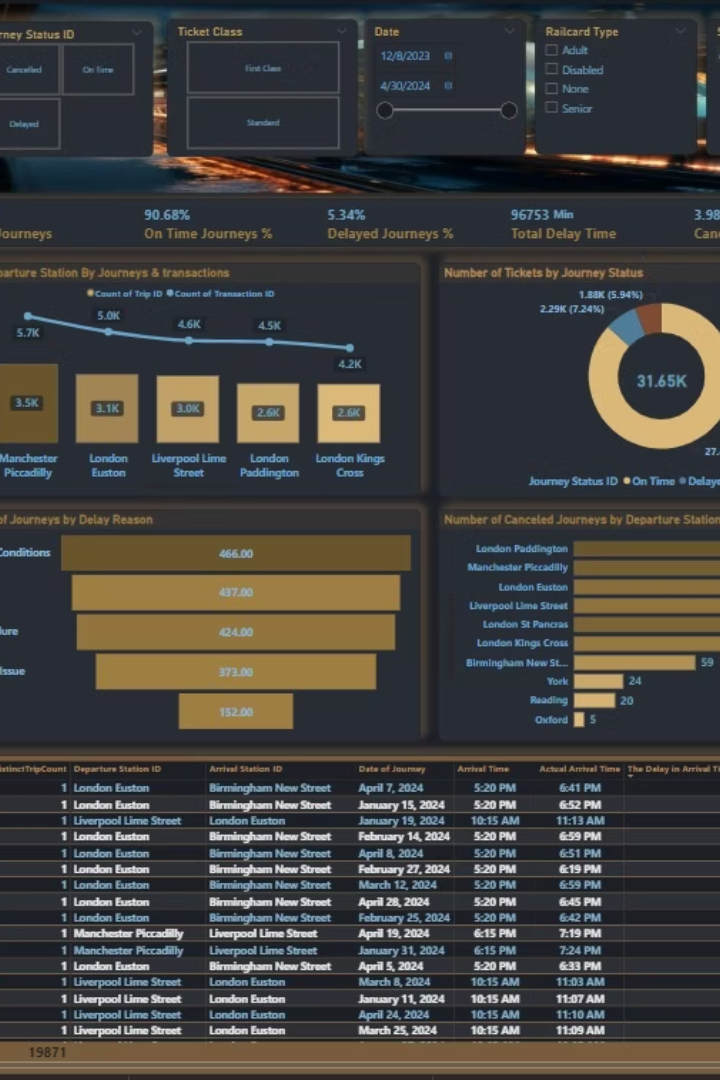 rney Status ID
Ticket Class
Date
Railcard Type
Cancelled
On Time
Delayed
First Class
Standard
12/8/2023
4/30/2024
Adult
Disabled
None
Senior
90.68%
5.34%
96753 Min
3.98
Journeys
On Time Journeys %
Delayed Journeys %
Total Delay Time
Canc
parture Station By Journeys & transactions
Count of Trip ID Count of Transaction ID
5.7K
5.0K
4.6K
4.5K
4.2K
3.5K
3.1K
3.0K
2.6K
2.6K
Manchester Piccadilly
London Euston
Liverpool Lime Street
London Paddington
London Kings Cross
Number of Tickets by Journey Status
1.88K (5.94%)
2.29K (7.24%)
31.65K
27.
Journey Status ID On Time Delaye
of Journeys by Delay Reason
Conditions
466.00
437.00
lure
424.00
Issue
373.00
152.00
Number of Canceled Journeys by Departure Station
London Paddington
Manchester Piccadilly
London Euston
Liverpool Lime Street
London St Pancras
London Kings Cross
Birmingham New St... 59
York 24
Reading 20
Oxford 5
istinctTripCount Departure Station ID Arrival Station ID Date of Journey Arrival Time Actual Arrival Time The Delay in Arrival Ti
1 London Euston Birmingham New Street April 7, 2024 5:20 PM 6:41 PM
1 London Euston Birmingham New Street January 15, 2024 5:20 PM 6:52 PM
1 Liverpool Lime Street London Euston January 19, 2024 10:15 AM 11:13 AM
1 London Euston Birmingham New Street February 14, 2024 5:20 PM 6:59 PM
1 London Euston Birmingham New Street April 8, 2024 5:20 PM 6:51 PM
1 London Euston Birmingham New Street February 27, 2024 5:20 PM 6:19 PM
1 London Euston Birmingham New Street March 12, 2024 5:20 PM 6:59 PM
1 London Euston Birmingham New Street April 28, 2024 5:20 PM 6:45 PM
1 London Euston Birmingham New Street February 25, 2024 5:20 PM 6:42 PM
1 Manchester Piccadilly Liverpool Lime Street April 19, 2024 6:15 PM 7:19 PM
1 Manchester Piccadilly Liverpool Lime Street January 31, 2024 6:15 PM 7:24 PM
1 London Euston Birmingham New Street April 5, 2024 5:20 PM 6:33 PM
1 Liverpool Lime Street London Euston March 8, 2024 10:15 AM 11:03 AM
1 Liverpool Lime Street London Euston January 11, 2024 10:15 AM 11:07 AM
1 Liverpool Lime Street London Euston April 24, 2024 10:15 AM 11:10 AM
1 Liverpool Lime Street London Euston March 25, 2024 10:15 AM 11:09 AM
19871